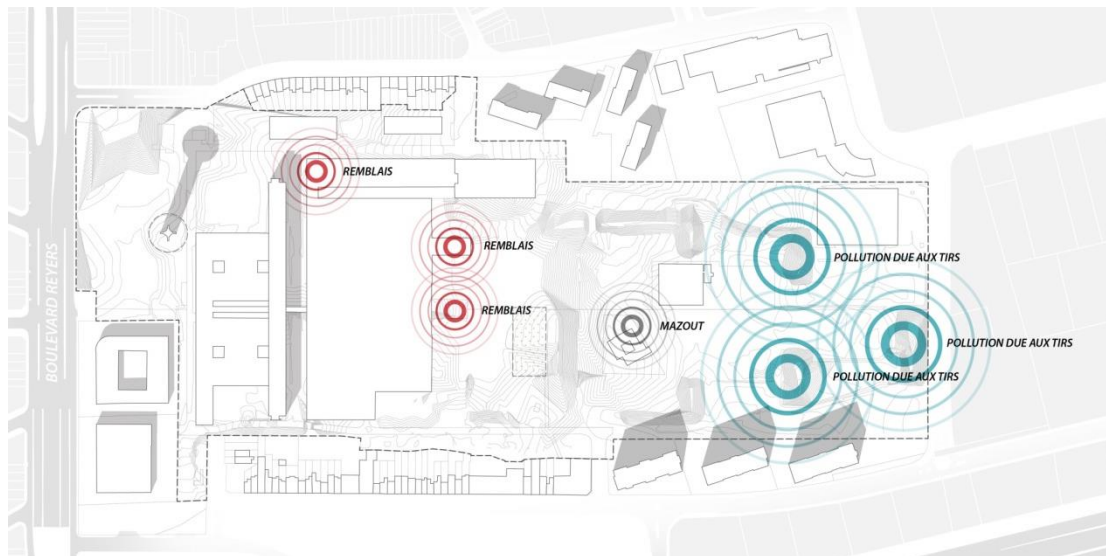 REMBLAIS
REMBLAIS
POLLUTION DUE AUX TIRS
BOULEVARD REYERS
REMBLAIS
MAZOUT
POLLUTION DUE AUX TIRS
POLLUTION DUE AUX TIRS